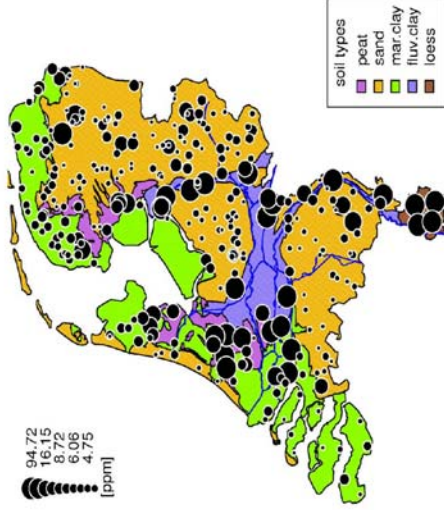 94.72
16.15
8.72
6.06
4.75
[ppm]
soil types
peat
sand
mar.clay
fluv.clay
loess